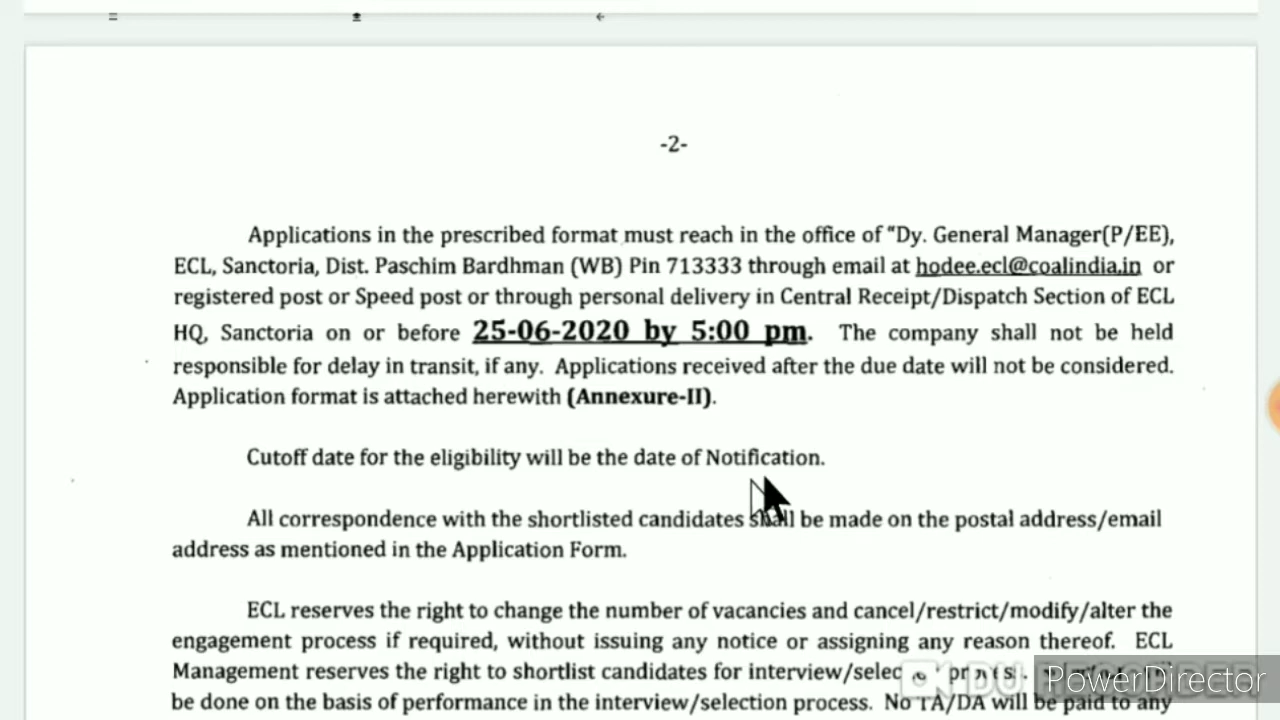 -2-
Applications in the prescribed format must reach in the office of "Dy. General Manager(P/EE),
ECL, Sanctoria, Dist. Paschim Bardhman (WB) Pin 713333 through email at hodee.ecl@coalindia.in or
registered post or Speed post or through personal delivery in Central Receipt/Dispatch Section of ECL
HQ, Sanctoria on or before 25-06-2020 by 5:00 pm. The company shall not be held
responsible for delay in transit, if any. Applications received after the due date will not be considered.
Application format is attached herewith (Annexure-II).
Cutoff date for the eligibility will be the date of Notification.
All correspondence with the shortlisted candidates shall be made on the postal address/email
address as mentioned in the Application Form.
ECL reserves the right to change the number of vacancies and cancel/restrict/modify/alter the
engagement process if required, without issuing any notice or assigning any reason thereof. ECL
Management reserves the right to shortlist candidates for interview/selec
be done on the basis of performance in the interview/selection process. No TA/DA will be paid to any
PowerDirector